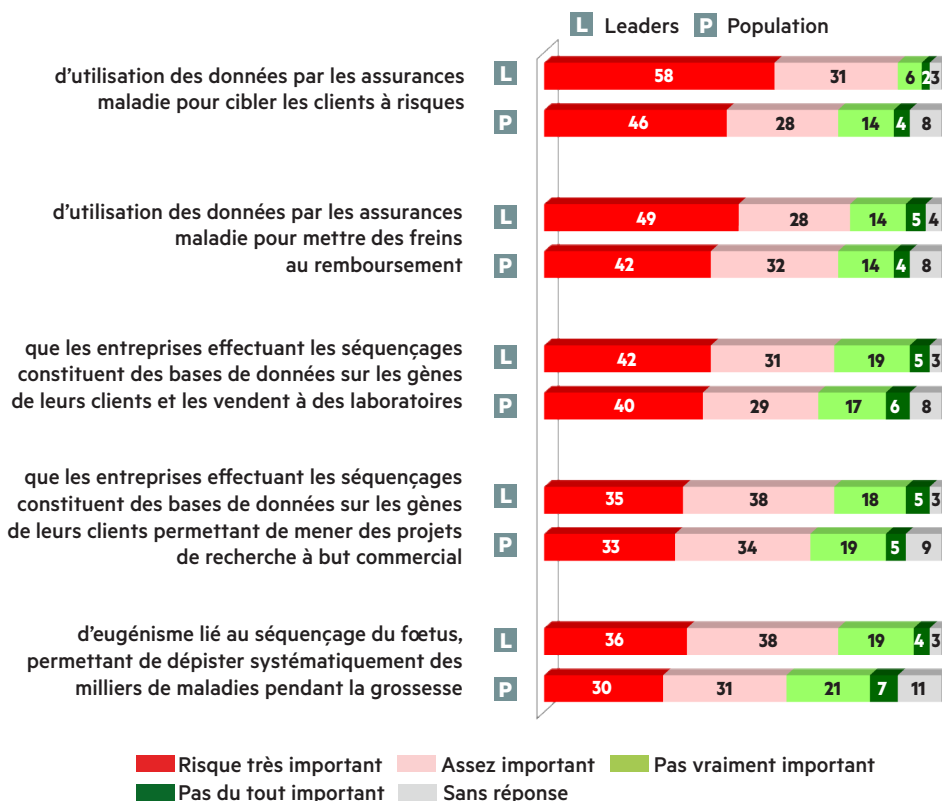 L Leaders P Population
d'utilisation des données par les assurances
maladie pour cibler les clients à risques
L 58 31 6 2 3
P 46 28 14 4 8
d'utilisation des données par les assurances
maladie pour mettre des freins
au remboursement
L 49 28 14 5 4
P 42 32 14 4 8
que les entreprises effectuant les séquençages
constituent des bases de données sur les gènes
de leurs clients et les vendent à des laboratoires
L 42 31 19 5 3
P 40 29 17 6 8
que les entreprises effectuant les séquençages
constituent des bases de données sur les gènes
de leurs clients permettant de mener des projets
de recherche à but commercial
L 35 38 18 5 3
P 33 34 19 5 9
d'eugénisme lié au séquençage du fœtus,
permettant de dépister systématiquement des
milliers de maladies pendant la grossesse
L 36 38 19 4 3
P 30 31 21 7 11
Risque très important Assez important Pas vraiment important
Pas du tout important Sans réponse